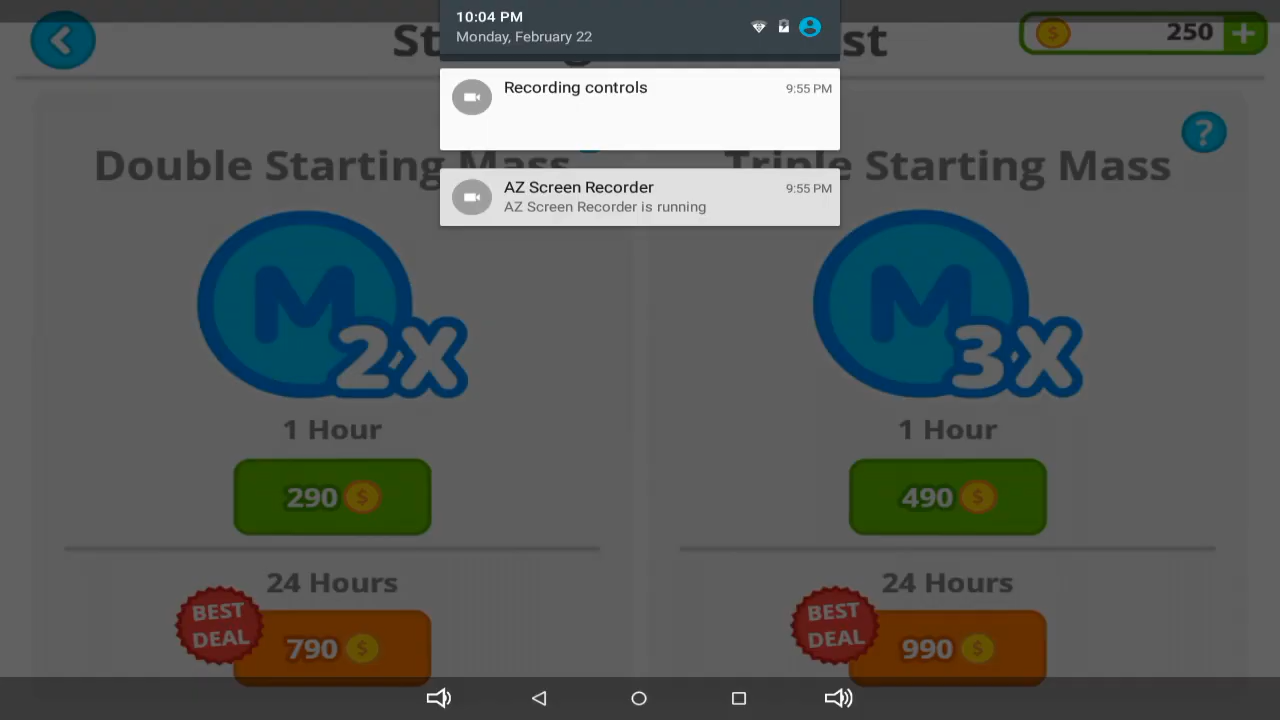 10:04 PM
Monday, February 22
250
Recording controls
9:55 PM
AZ Screen Recorder
9:55 PM
AZ Screen Recorder is running
?
Double Starting Mass
Triple Starting Mass
M 2X
M 3X
1 Hour
1 Hour
290
490
24 Hours
24 Hours
BEST DEAL
BEST DEAL
790
990